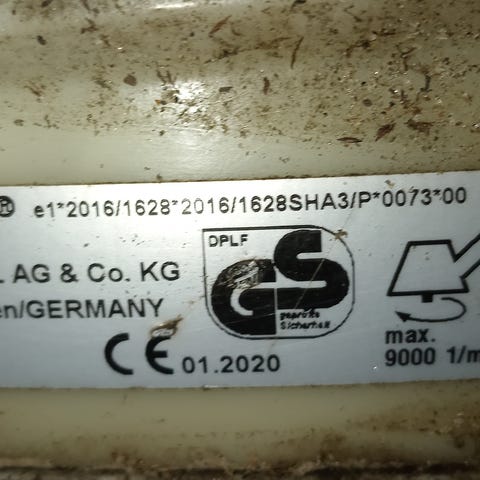 ® e1*2016/1628*2016/1628SHA3/P*0073*00
AG & Co. KG
/GERMANY
DPLF
GS
geprüfte
Sicherheit
CE 01.2020
max.
9000 1/m